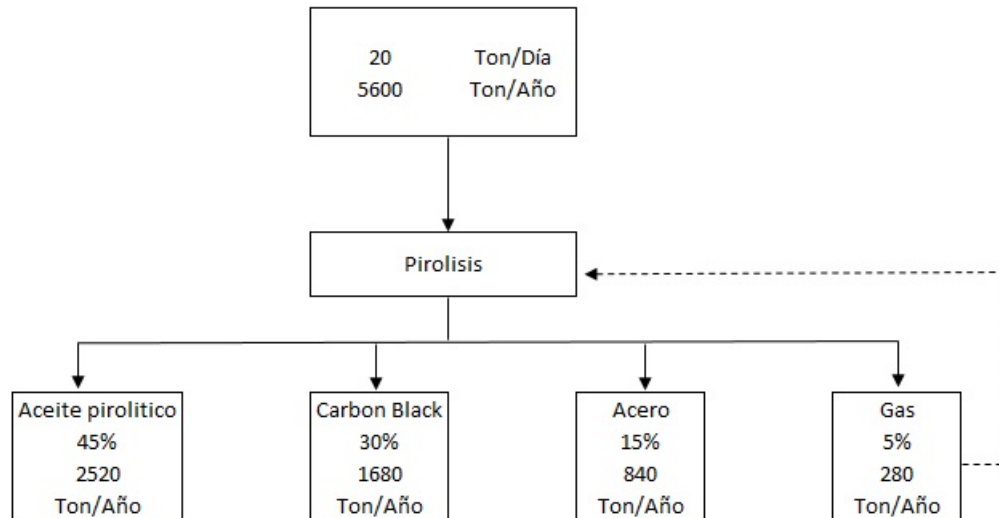 20 Ton/Día
5600 Ton/Año
Pirolisis
Aceite pirolitico
45%
2520
Ton/Año
Carbon Black
30%
1680
Ton/Año
Acero
15%
840
Ton/Año
Gas
5%
280
Ton/Año